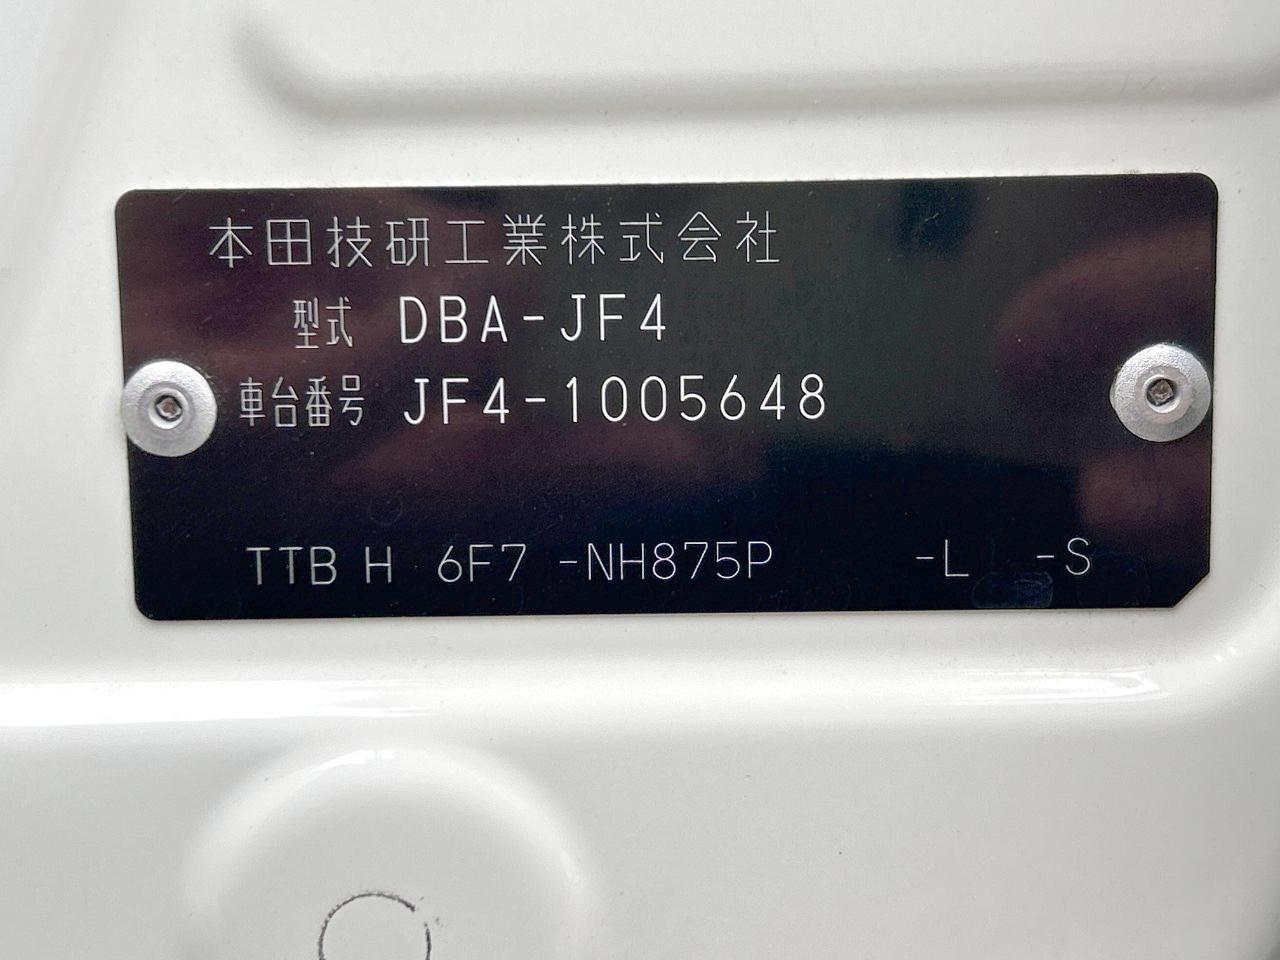 本田技研工業株式会社
型式 DBA-JF4
車台番号 JF4-1005648
TTB H 6F7 -NH875P -L -S